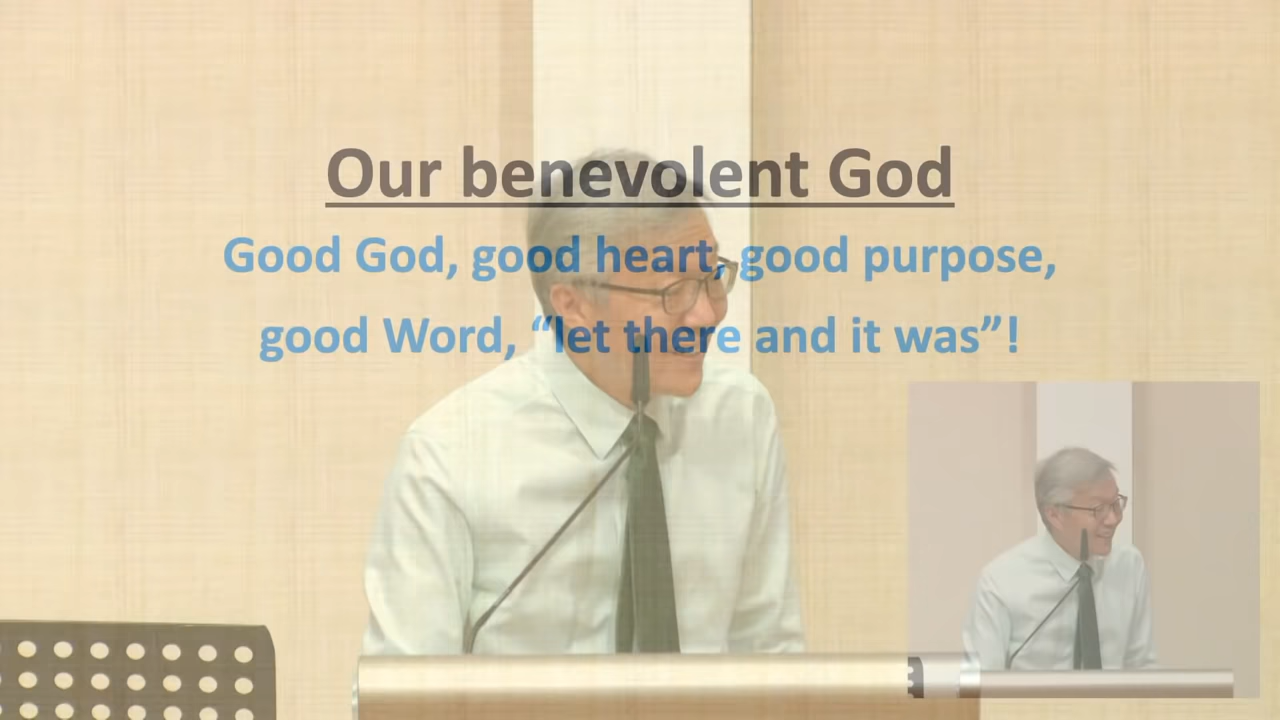 Our benevolent God
Good God, good heart, good purpose,
good Word, “let there and it was”!